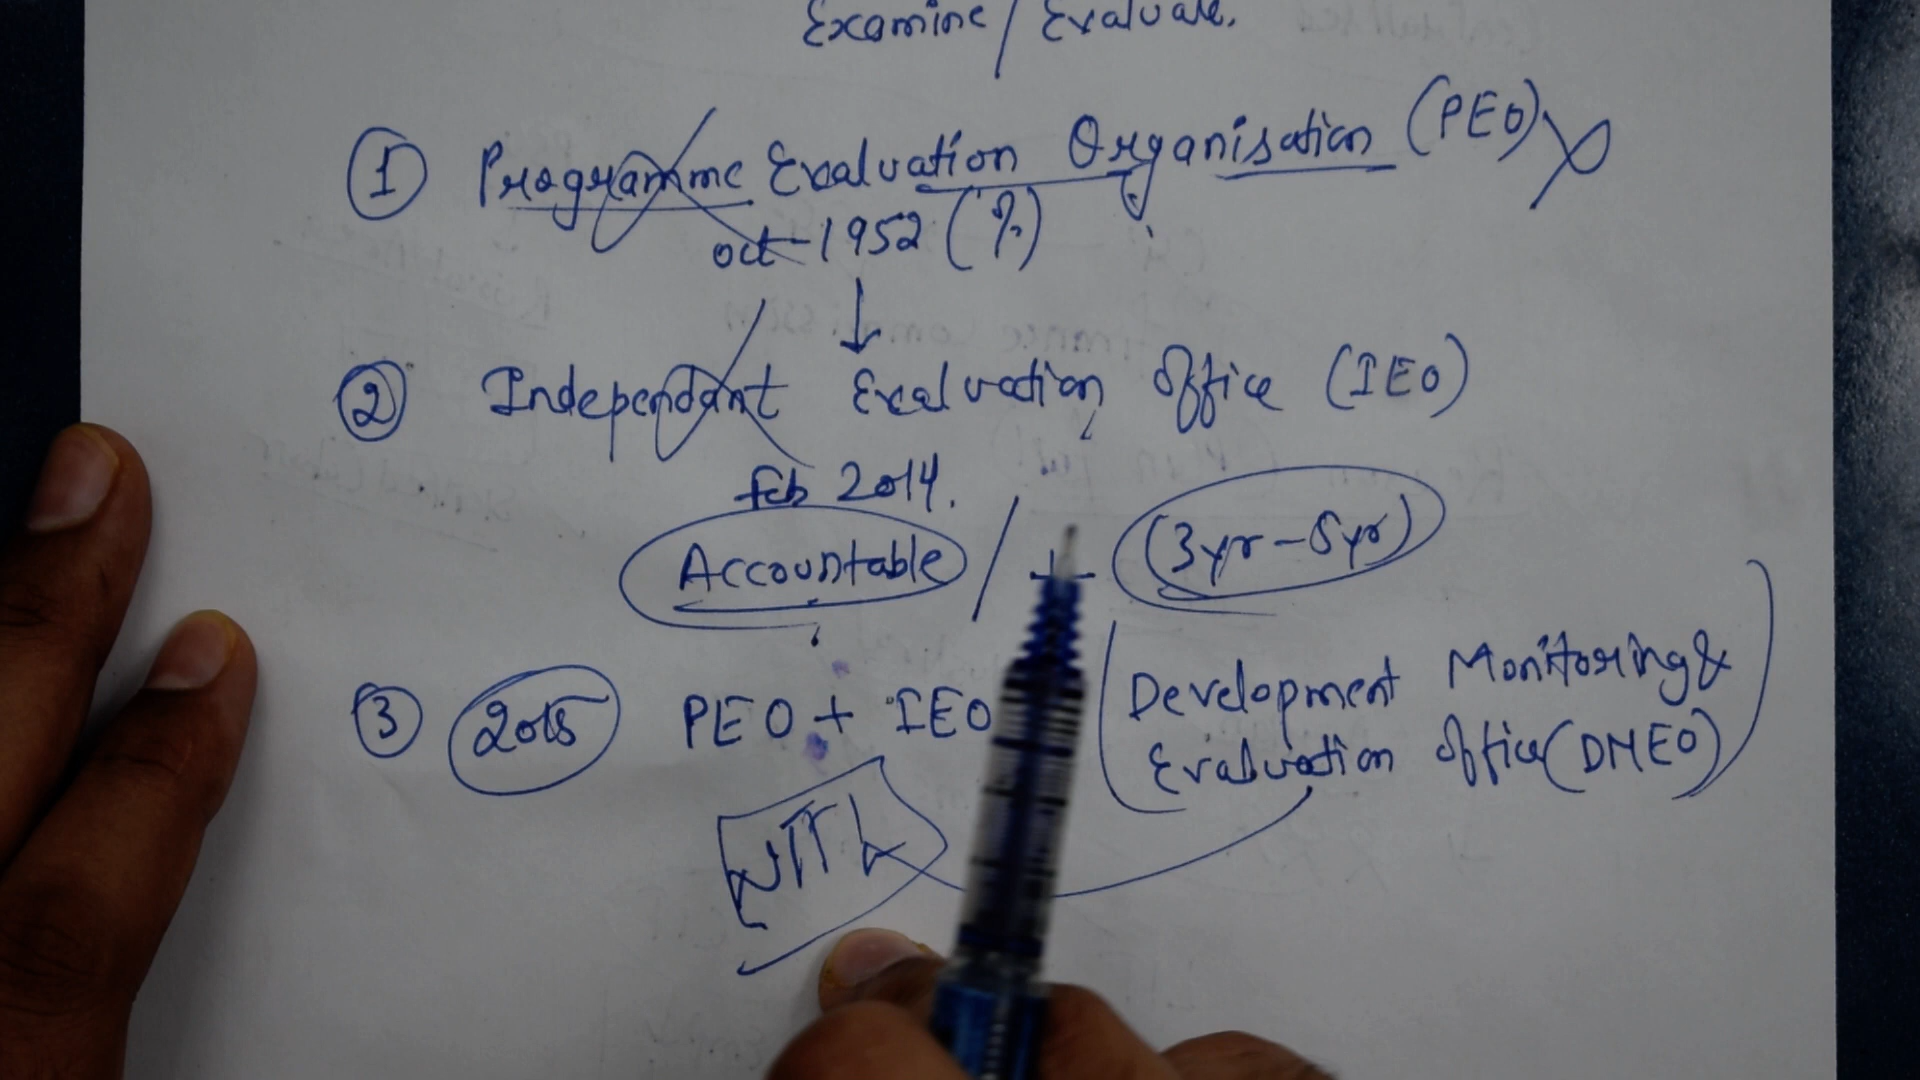 Examine / Evaluate.
① Programme Evaluation Organisation (PEO)
oct-1952 (%)
↓
② Independant Evaluation Office (IEO)
feb 2014.
Accountable / + (3yr-5yr)
③ 2015 PEO + IEO
Development Monitoring &
Evaluation Office (DMEO)